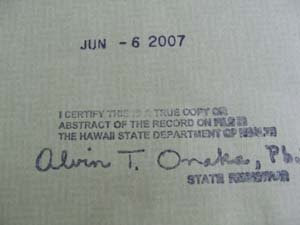 JUN - 6 2007
I CERTIFY THIS IS A TRUE COPY OR
ABSTRACT OF THE RECORD ON FILE IN
THE HAWAII STATE DEPARTMENT OF HEALTH
Alvin T. Onaka, Ph.
STATE REGISTRAR